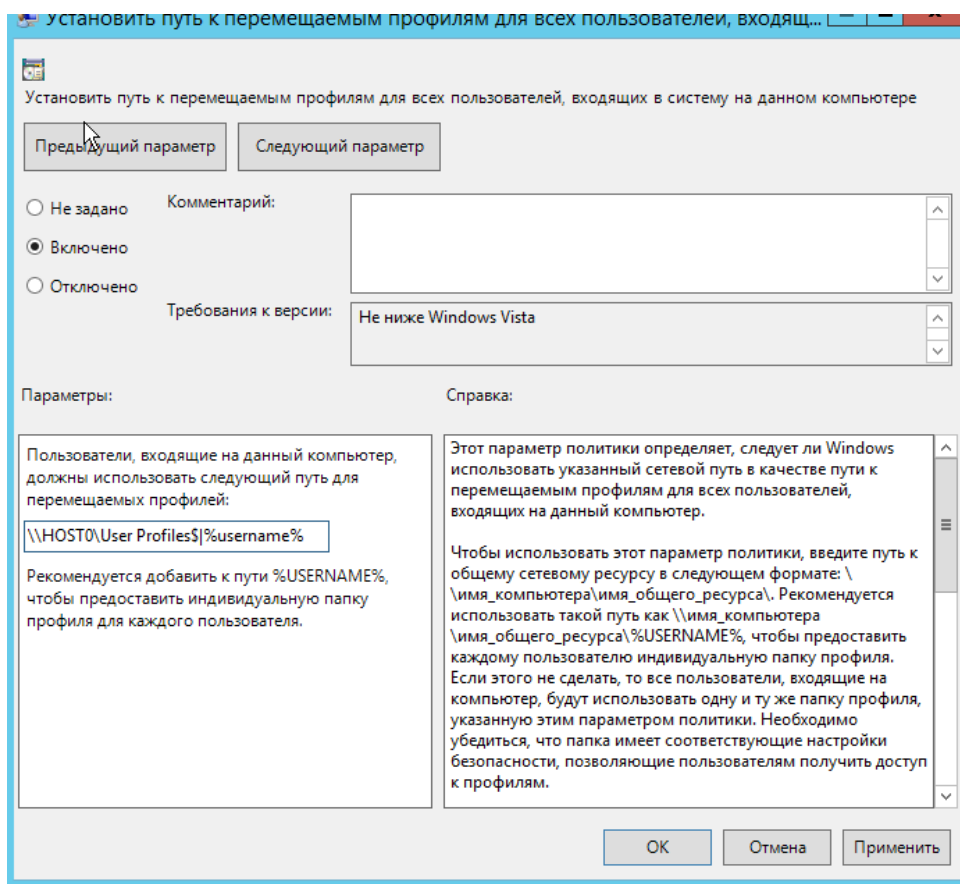 Установить путь к перемещаемым профилям для всех пользователей, входящ...
Установить путь к перемещаемым профилям для всех пользователей, входящих в систему на данном компьютере
Предыдущий параметр
Следующий параметр
Не задано
Включено
Отключено
Комментарий:
Требования к версии:
Не ниже Windows Vista
Параметры:
Справка:
Пользователи, входящие на данный компьютер,
должны использовать следующий путь для
перемещаемых профилей:
\\HOST0\User Profiles$|%username%
Рекомендуется добавить к пути %USERNAME%,
чтобы предоставить индивидуальную папку
профиля для каждого пользователя.
Этот параметр политики определяет, следует ли Windows
использовать указанный сетевой путь в качестве пути к
перемещаемым профилям для всех пользователей,
входящих на данный компьютер.
Чтобы использовать этот параметр политики, введите путь к
общему сетевому ресурсу в следующем формате: \
\имя_компьютера\имя_общего_ресурса\. Рекомендуется
использовать такой путь как \\имя_компьютера
\имя_общего_ресурса\%USERNAME%, чтобы предоставить
каждому пользователю индивидуальную папку профиля.
Если этого не сделать, то все пользователи, входящие на
компьютер, будут использовать одну и ту же папку профиля,
указанную этим параметром политики. Необходимо
убедиться, что папка имеет соответствующие настройки
безопасности, позволяющие пользователям получить доступ
к профилям.
ОК
Отмена
Применить